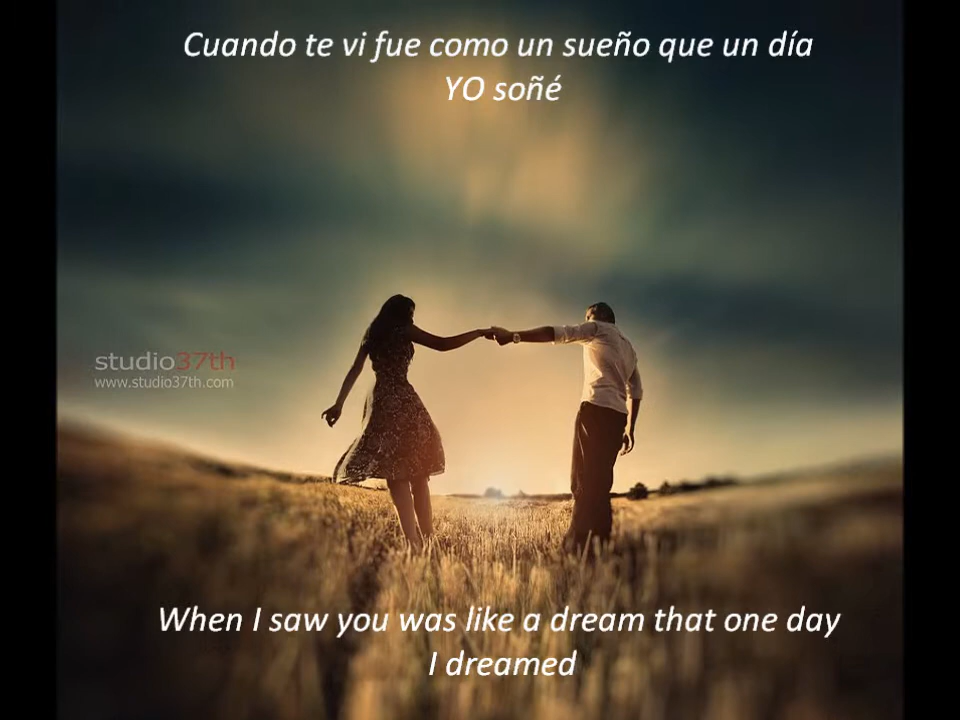 Cuando te vi fue como un sueño que un día
YO soñé
studio37th
www.studio37th.com
When I saw you was like a dream that one day
I dreamed